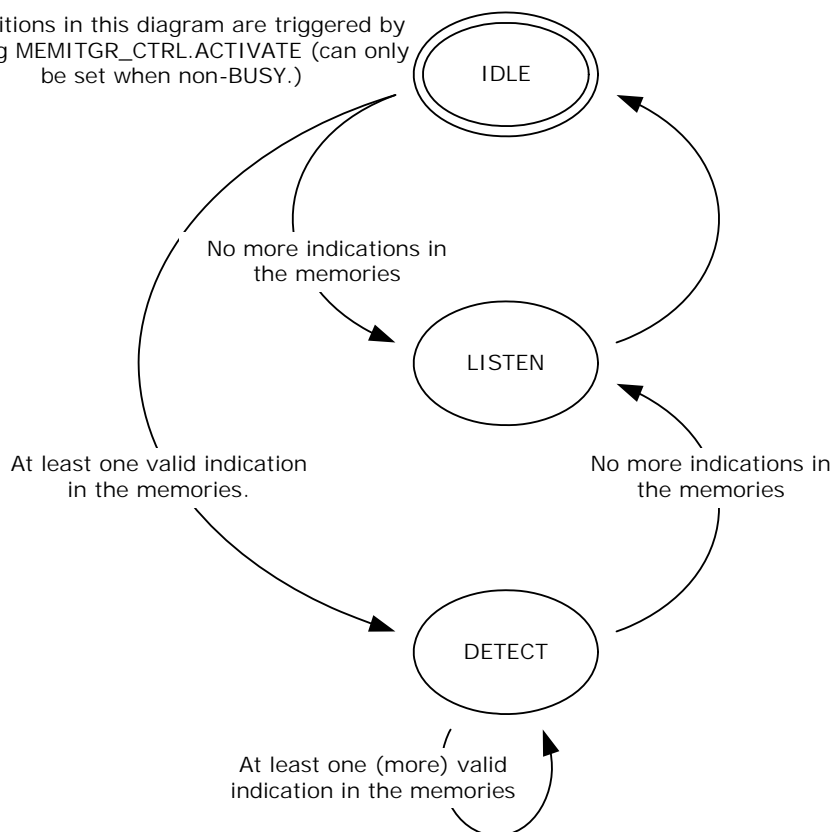 in this diagram are triggered by
MEMITGR_CTRL.ACTIVATE (can only
be set when non-BUSY.)
IDLE
No more indications in
the memories
LISTEN
At least one valid indication
in the memories.
No more indications in
the memories
DETECT
At least one (more) valid
indication in the memories